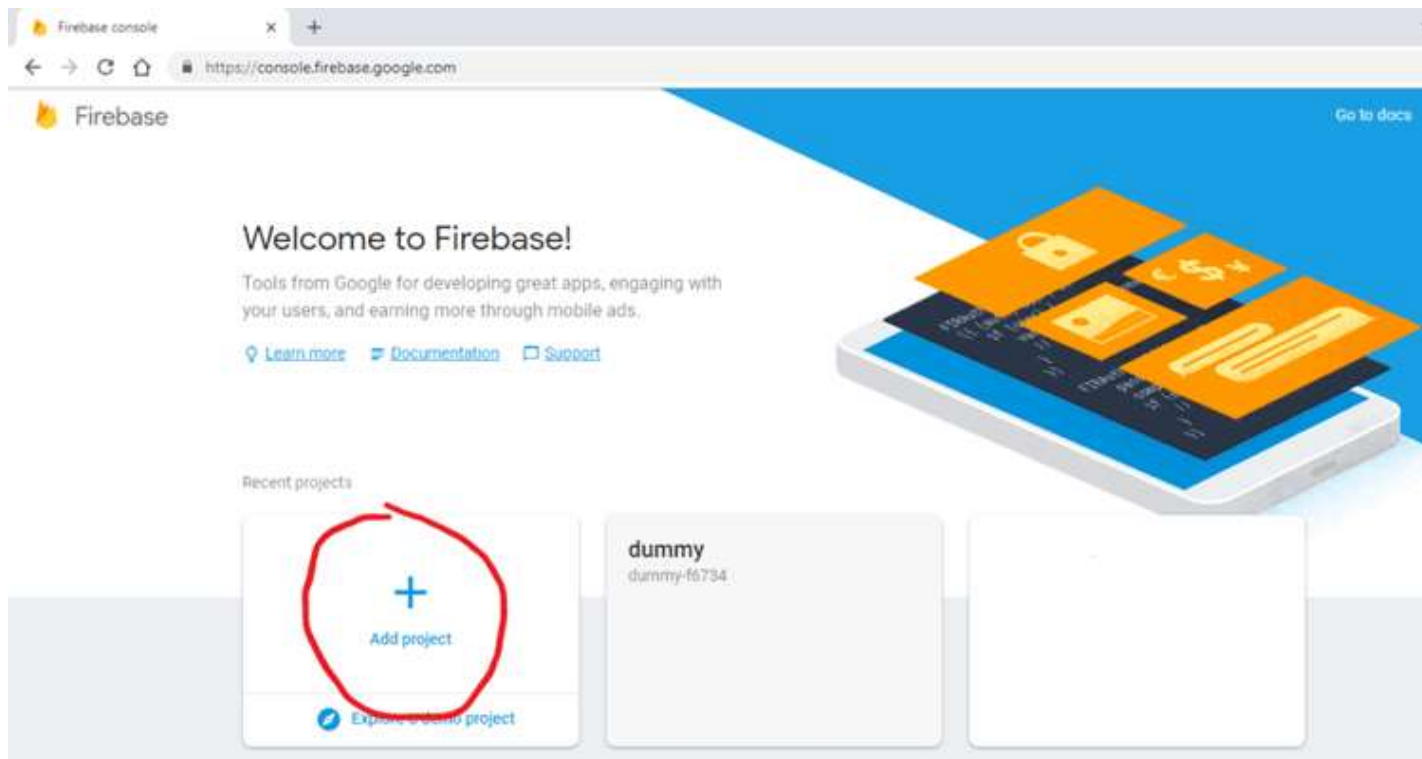 Firebase console
https://console.firebase.google.com
Firebase
Go to docs
Welcome to Firebase!
Tools from Google for developing great apps, engaging with
your users, and earning more through mobile ads.
Learn more Documentation Support
Recent projects
dummy
dummy-f6734
Add project
Explore a demo project